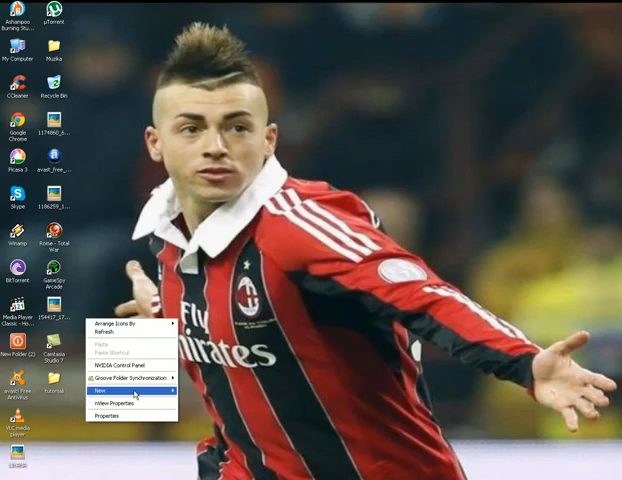 Ashampoo
Burning Stu...
µTorrent
My Computer
Muzika
CCleaner
Recycle Bin
Google
Chrome
1174860_6...
Picasa 3
avast_free_...
Skype
1186259_1...
Winamp
Rome - Total
War
BitTorrent
GameSpy
Arcade
Media Player
Classic - Ho...
154417_17...
New Folder (2)
Camtasia
Studio 7
avast! Free
Antivirus
tutoriali
VLC media
player
Arrange Icons By
Refresh
Paste
Paste Shortcut
NVIDIA Control Panel
Groove Folder Synchronization
New
nView Properties
Properties
Fly
Emirates